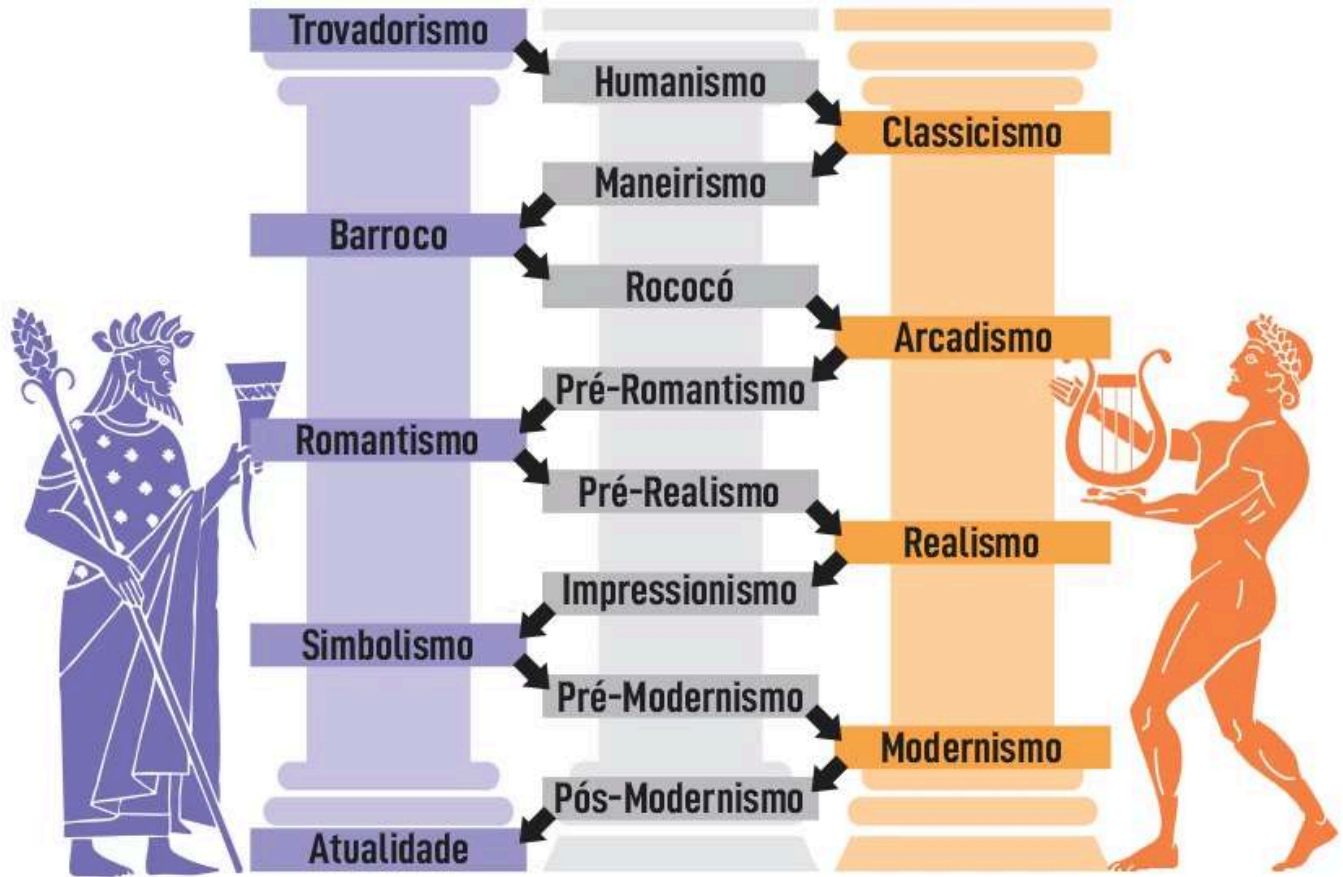 Trovadorismo
Humanismo
Classicismo
Maneirismo
Barroco
Rococó
Arcadismo
Pré-Romantismo
Romantismo
Pré-Realismo
Realismo
Impressionismo
Simbolismo
Pré-Modernismo
Modernismo
Pós-Modernismo
Atualidade